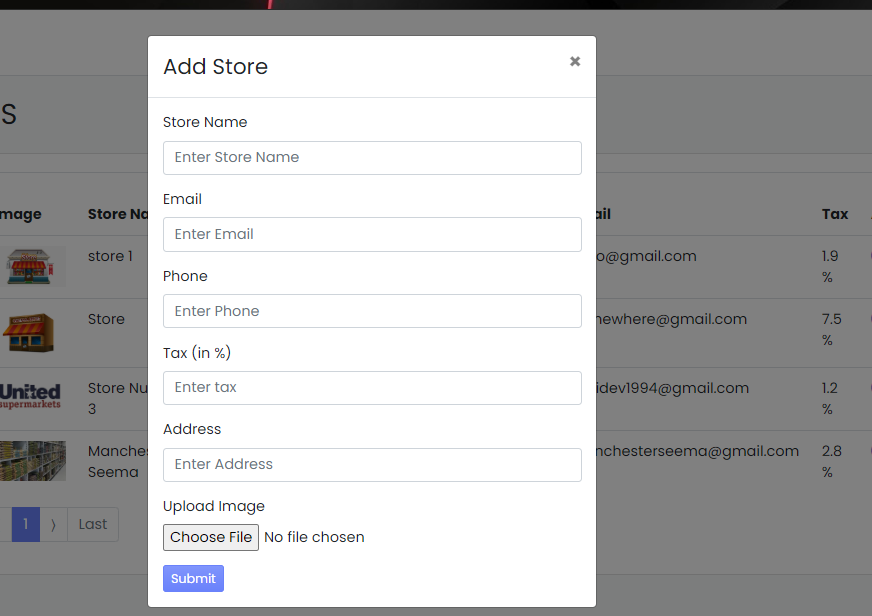 Add Store
×
Store Name
Enter Store Name
Email
Enter Email
Phone
Enter Phone
Tax (in %)
Enter tax
Address
Enter Address
Upload Image
Choose File No file chosen
Submit
S
mage Store Na ail Tax
store 1 o@gmail.com 1.9
%
Store newhere@gmail.com 7.5
%
United
supermarkets
Store Nu idev1994@gmail.com 1.2
3 %
Manches nchesterseema@gmail.com 2.8
Seema %
1 ⟩ Last